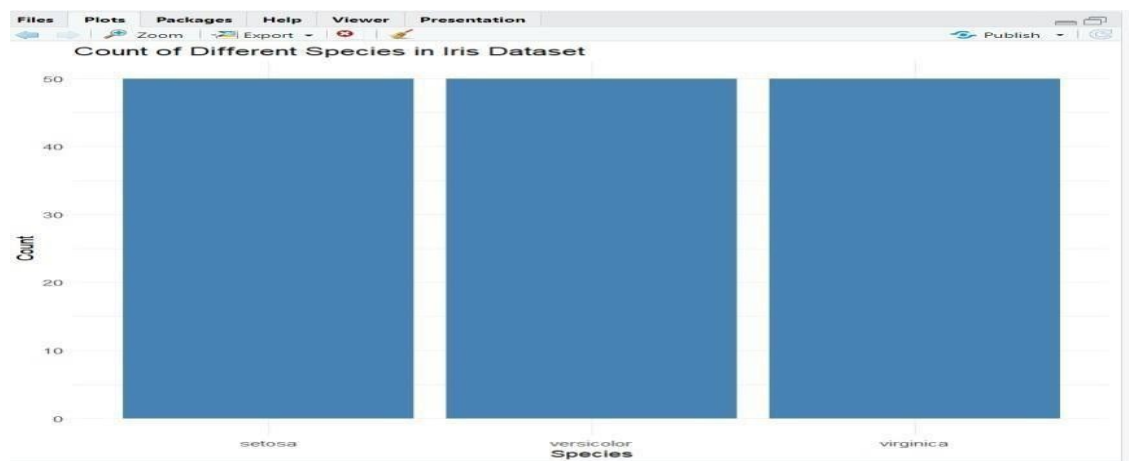 Files Plots Packages Help Viewer Presentation
Zoom Export Publish
Count of Different Species in Iris Dataset
50
40
30
20
10
0
Count
setosa versicolor virginica
Species